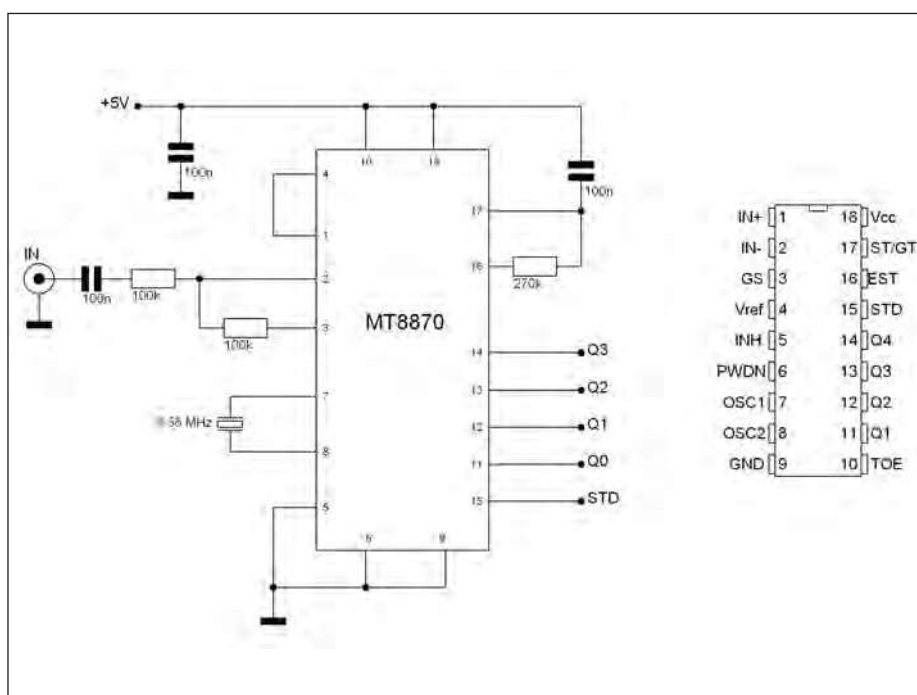 +5V
10
18
100n
4
100n
17
1
IN
16
2
270k
100n
100k
3
MT8870
100k
14
Q3
13
Q2
7
12
Q1
8
11
Q0
15
STD
5
6
9
IN+ 1 18 Vcc
IN- 2 17 ST/GT
GS 3 16 EST
Vref 4 15 STD
INH 5 14 Q4
PWDN 6 13 Q3
OSC1 7 12 Q2
OSC2 8 11 Q1
GND 9 10 TOE